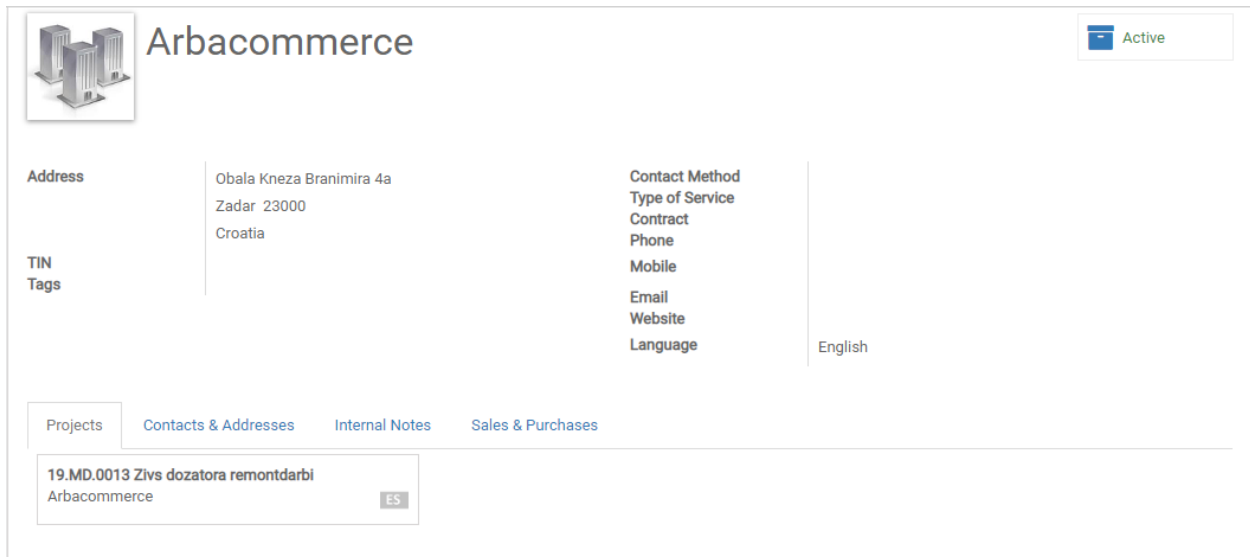 Arbacommerce
Active
Address
Obala Kneza Branimira 4a
Zadar 23000
Croatia
TIN
Tags
Contact Method
Type of Service
Contract
Phone
Mobile
Email
Website
Language
English
Projects
Contacts & Addresses
Internal Notes
Sales & Purchases
19.MD.0013 Zivs dozatora remontdarbi
Arbacommerce
ES